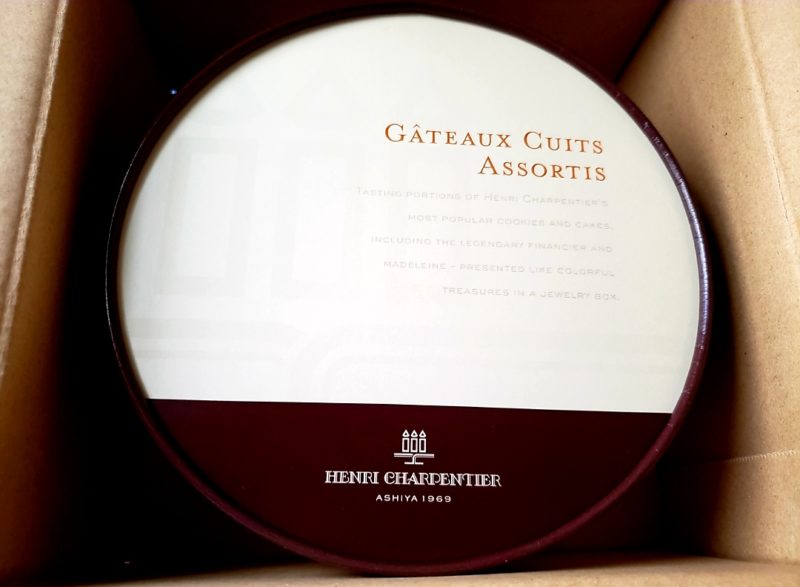 GÂTEAUX CUITS
ASSORTIS
TASTING PORTIONS OF HENRI CHARPENTIER'S
MOST POPULAR COOKIES AND CAKES,
INCLUDING THE LEGENDARY FINANCIER AND
MADELEINE - PRESENTED LIKE COLORFUL
TREASURES IN A JEWELRY BOX.
HENRI CHARPENTIER
ASHIYA 1969